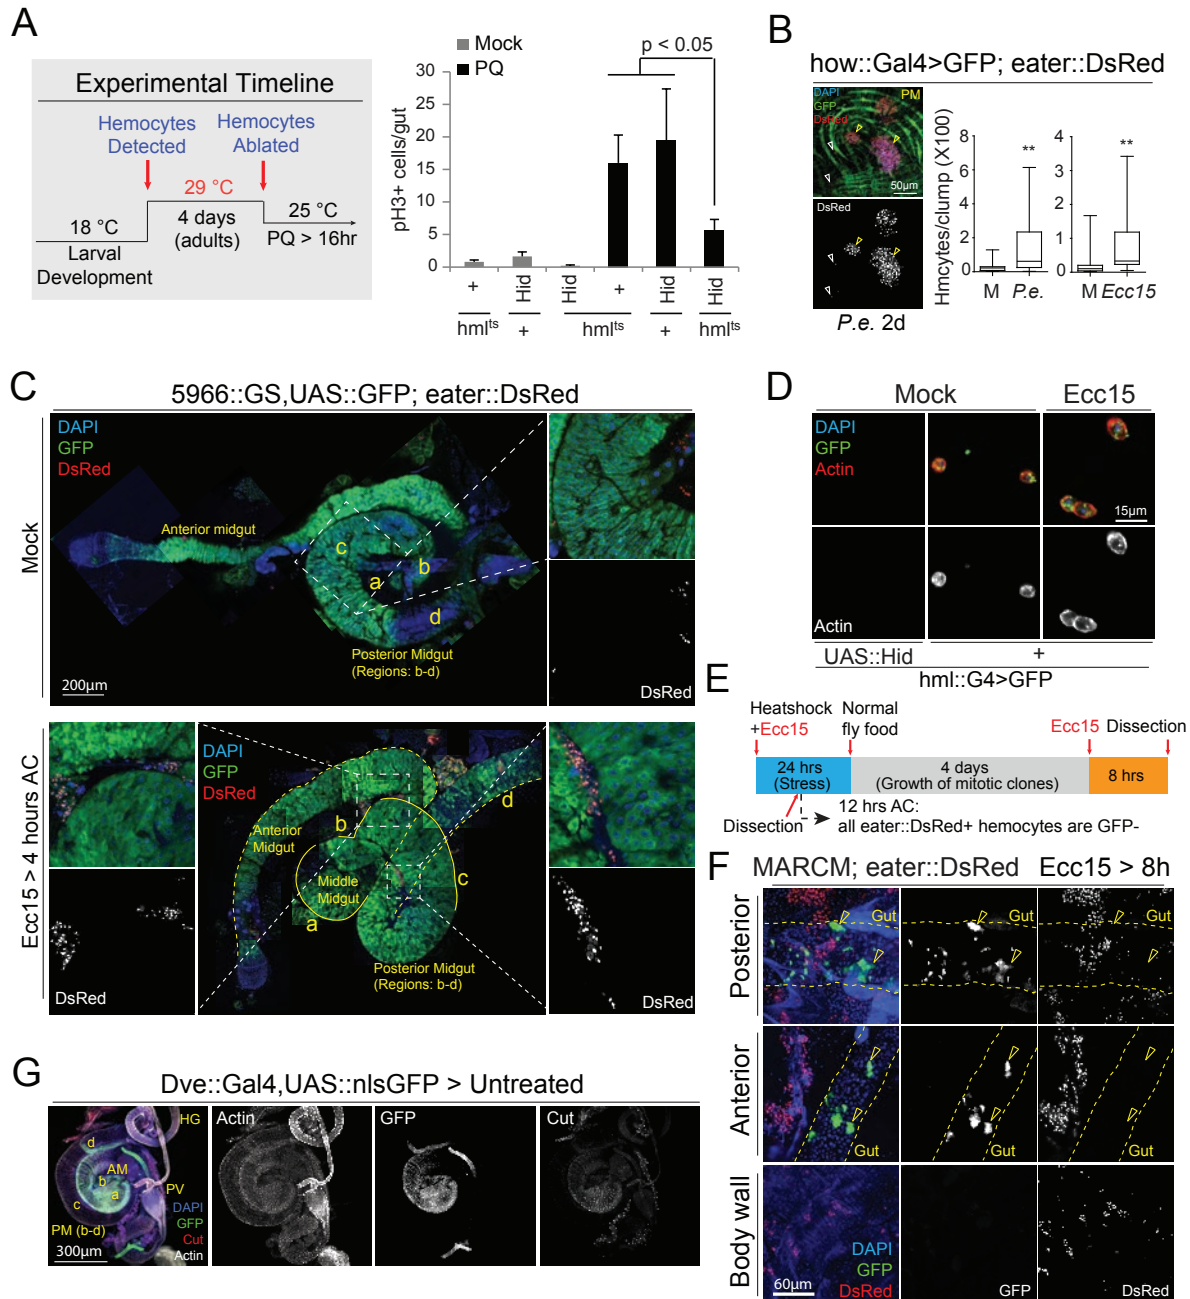 A
Experimental Timeline
Hemocytes Detected
Hemocytes Ablated
29 °C
18 °C
4 days (adults)
25 °C
Larval Development
PQ > 16hr
Mock
PQ
p < 0.05
pH3+ cells/gut
30
25
20
15
10
5
0
+ Hid Hid + Hid Hid
hmlts + hmlts + hmlts
B
how::Gal4>GFP; eater::DsRed
DAPI
GFP
DsRed
PM
50µm
DsRed
P.e. 2d
Hmcytes/clump (X100)
8
6
4
2
0
**
M P.e.
4
3
2
1
0
**
M Ecc15
C
5966::GS,UAS::GFP; eater::DsRed
Mock
DAPI
GFP
DsRed
Anterior midgut
c
b
a
d
Posterior Midgut
(Regions: b-d)
200µm
DsRed
Ecc15 > 4 hours AC
DAPI
GFP
DsRed
Anterior Midgut
b
d
Middle Midgut
c
a
Posterior Midgut
(Regions: b-d)
DsRed
DsRed
D
Mock Ecc15
DAPI
GFP
Actin
15µm
Actin
UAS::Hid +
hml::G4>GFP
E
Heatshock +Ecc15
Normal fly food
Ecc15 Dissection
24 hrs (Stress)
4 days (Growth of mitotic clones)
8 hrs
Dissection
12 hrs AC:
all eater::DsRed+ hemocytes are GFP-
F
MARCM; eater::DsRed Ecc15 > 8h
Posterior
Gut Gut Gut
Anterior
Gut Gut Gut
Body wall
DAPI
GFP
DsRed
60µm
GFP
DsRed
G
Dve::Gal4,UAS::nlsGFP > Untreated
HG
d
AM
b
a
c
PV
PM (b-d)
DAPI
GFP
Cut
Actin
300µm
Actin
GFP
Cut